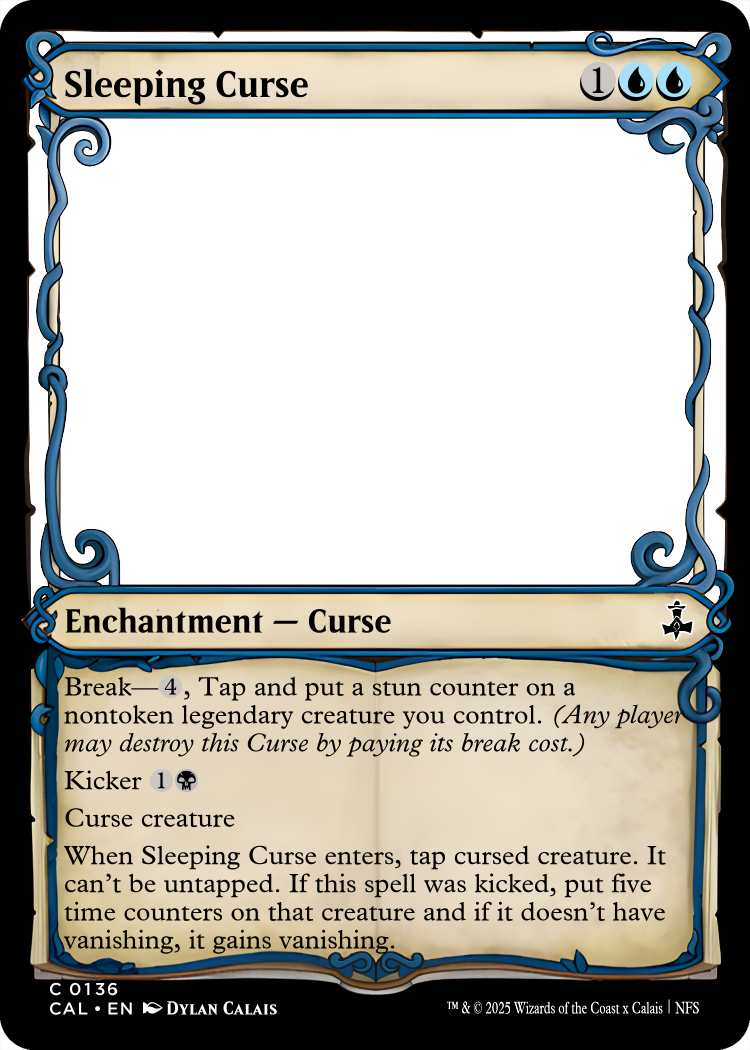 Sleeping Curse 1
Enchantment — Curse
Break—4, Tap and put a stun counter on a
nontoken legendary creature you control. (Any player
may destroy this Curse by paying its break cost.)
Kicker 1
Curse creature
When Sleeping Curse enters, tap cursed creature. It
can’t be untapped. If this spell was kicked, put five
time counters on that creature and if it doesn’t have
vanishing, it gains vanishing.
C 0136
CAL • EN DYLAN CALAIS
™ & © 2025 Wizards of the Coast x Calais | NFS